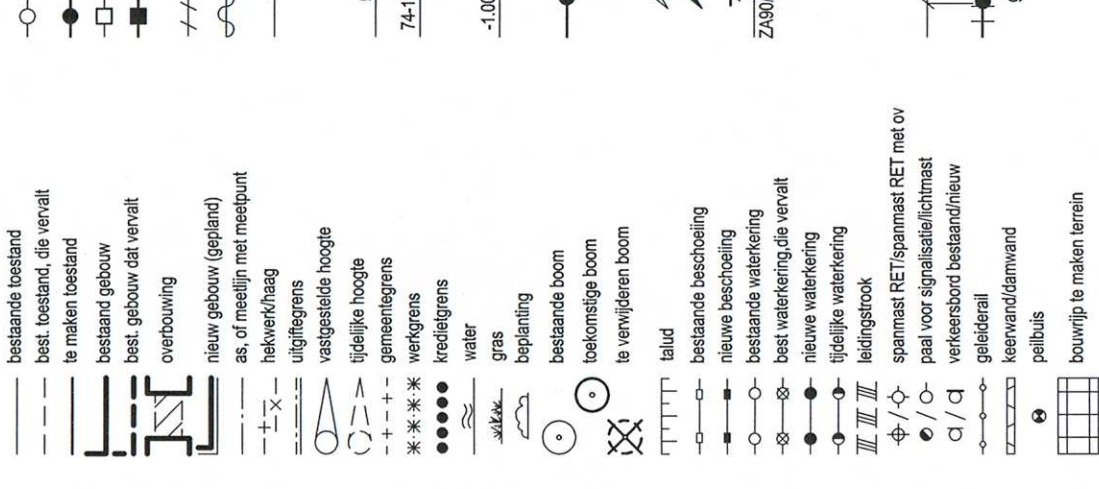 bestaande toestand
best. toestand, die vervalt
te maken toestand
bestaand gebouw
best. gebouw dat vervalt
overbouwing
nieuw gebouw (gepland)
as, of meetlijn met meetpunt
hekwerk/haag
uitgiftegrens
vastgestelde hoogte
tijdelijke hoogte
gemeentegrens
werkgrens
kredietgrens
water
gras
beplanting
bestaande boom
toekomstige boom
te verwijderen boom
talud
bestaande beschoeiing
nieuwe beschoeiing
bestaande waterkering
best waterkering,die vervalt
nieuwe waterkering
tijdelijke waterkering
leidingstrook
spanmast RET/spanmast RET met ov
paal voor signalisatie/lichtmast
verkeersbord bestaand/nieuw
geleiderail
keerwand/damwand
peilbuis
bouwrijp te maken terrein
74-1
-1.00
ZA90/